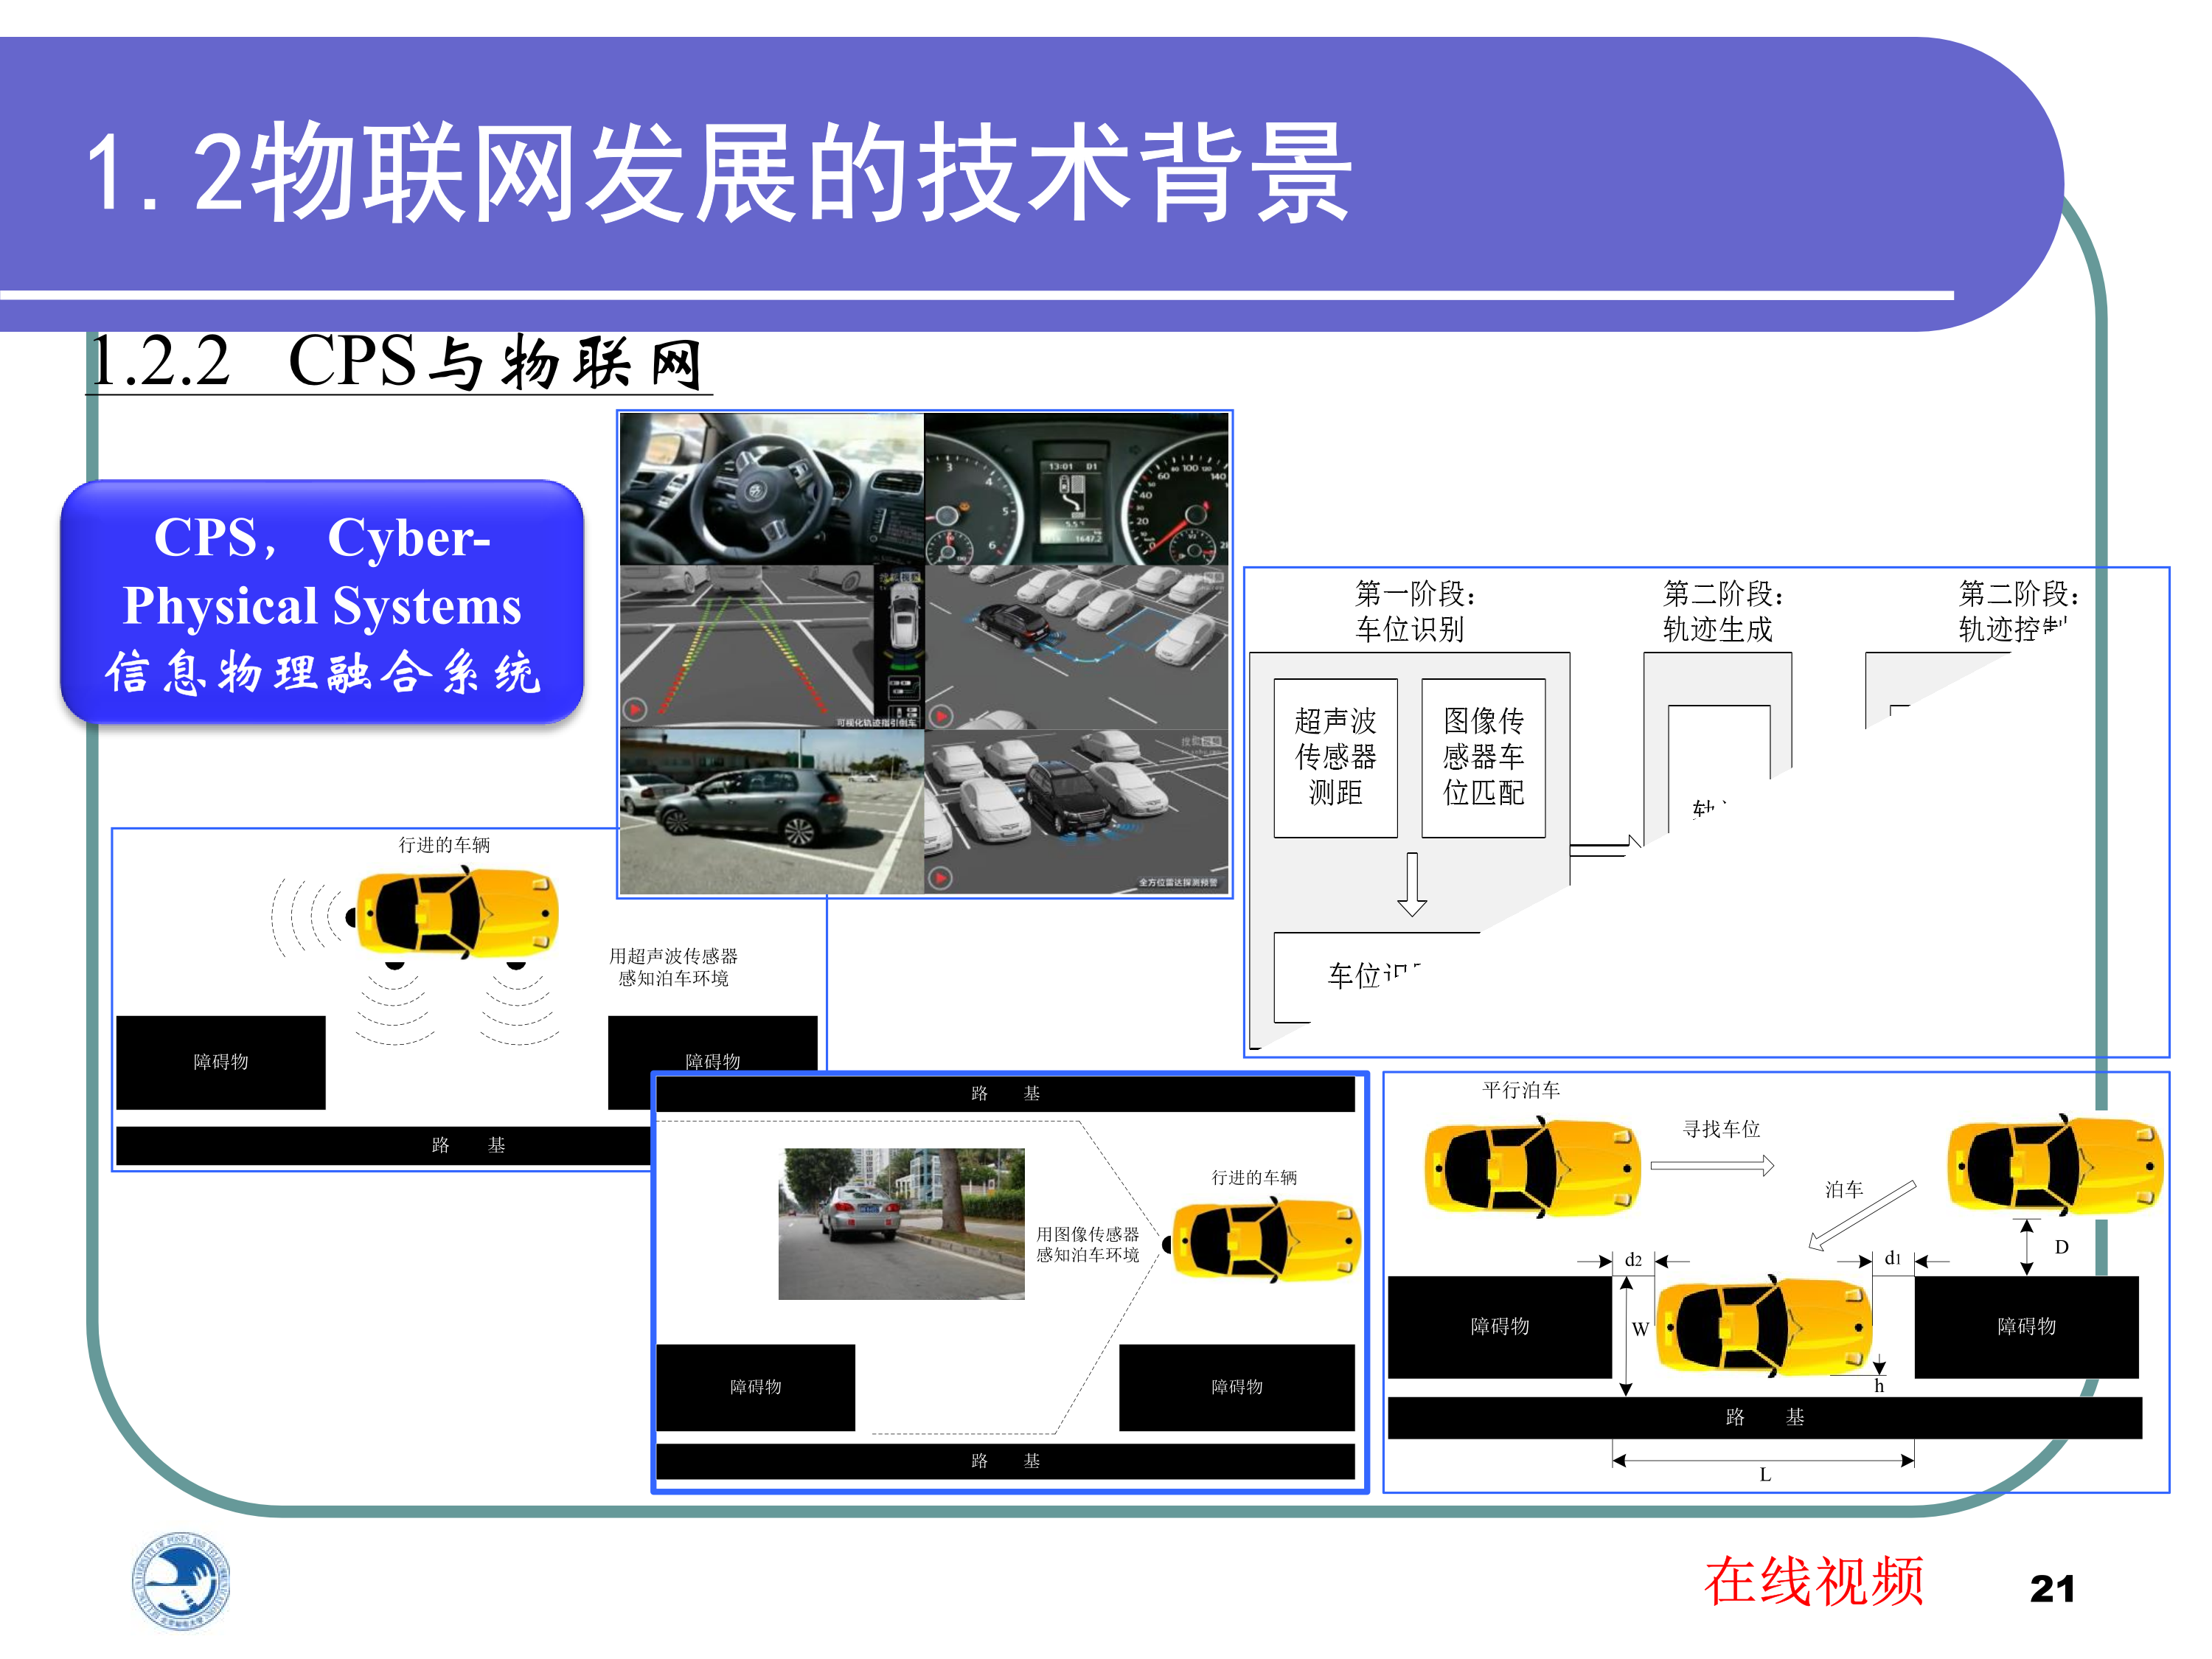 1.2物联网发展的技术背景
1.2.2 CPS与物联网
CPS， Cyber-
Physical Systems
信息物理融合系统
13:01 D1
可视化轨迹指引倒车
全方位雷达探测预警
第一阶段：
车位识别
第二阶段：
轨迹生成
第二阶段：
轨迹控制
超声波
传感器
测距
图像传
感器车
位匹配
车位识
行进的车辆
用超声波传感器
感知泊车环境
障碍物
障碍物
路 基
路 基
行进的车辆
用图像传感器
感知泊车环境
障碍物
障碍物
路 基
平行泊车
寻找车位
泊车
D
d2
d1
W
h
障碍物
障碍物
路 基
L
在线视频
21